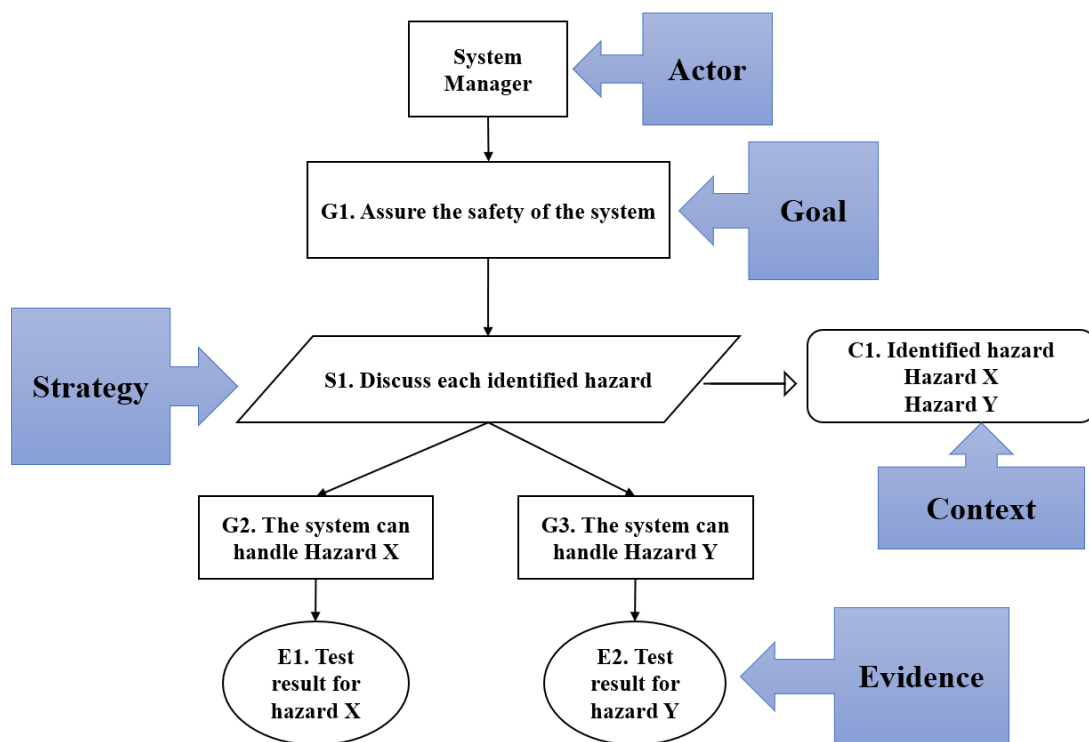 System
Manager
Actor
G1. Assure the safety of the system
Goal
Strategy
S1. Discuss each identified hazard
C1. Identified hazard
Hazard X
Hazard Y
Context
G2. The system can
handle Hazard X
G3. The system can
handle Hazard Y
E1. Test
result for
hazard X
E2. Test
result for
hazard Y
Evidence